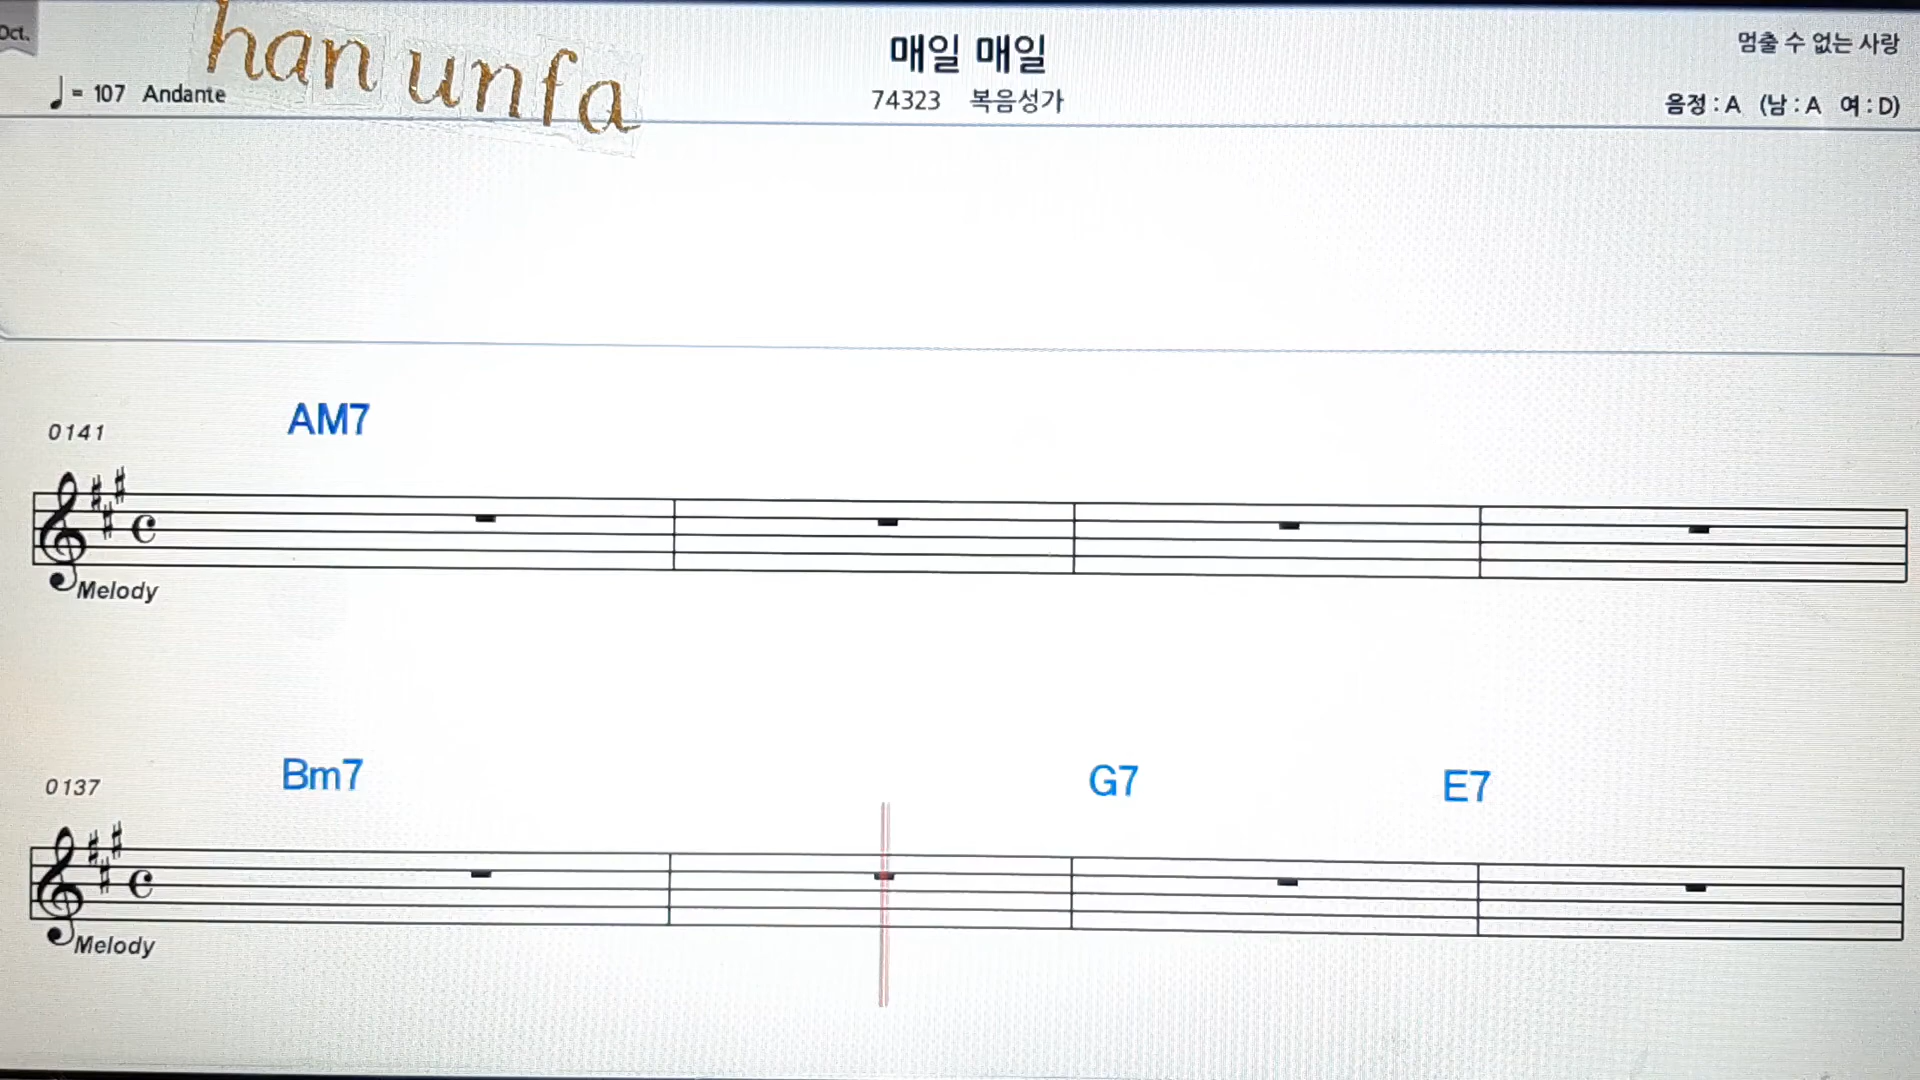 Oct.
han unfa
매일 매일
멈출 수 없는 사랑
♩= 107 Andante
74323 복음성가
음정 : A (남 : A 여 : D)
AM7
0141
Melody
Bm7 G7 E7
0137
Melody